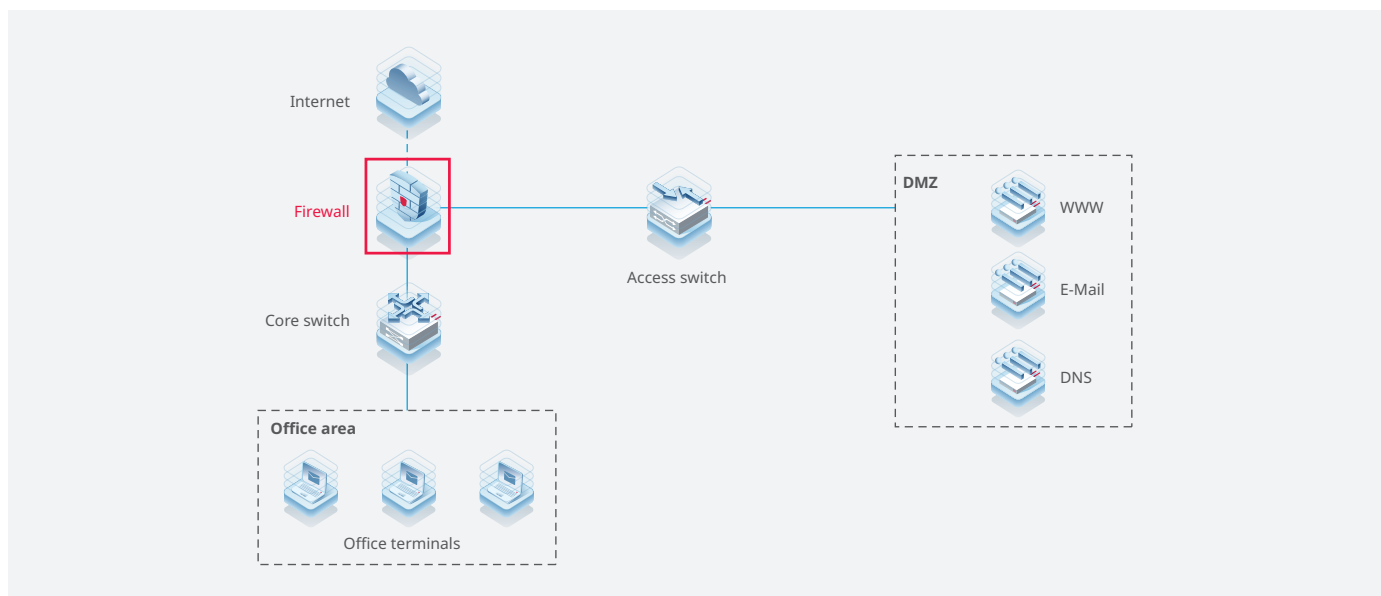 Internet
Firewall
DMZ
WWW
Access switch
E-Mail
Core switch
DNS
Office area
Office terminals